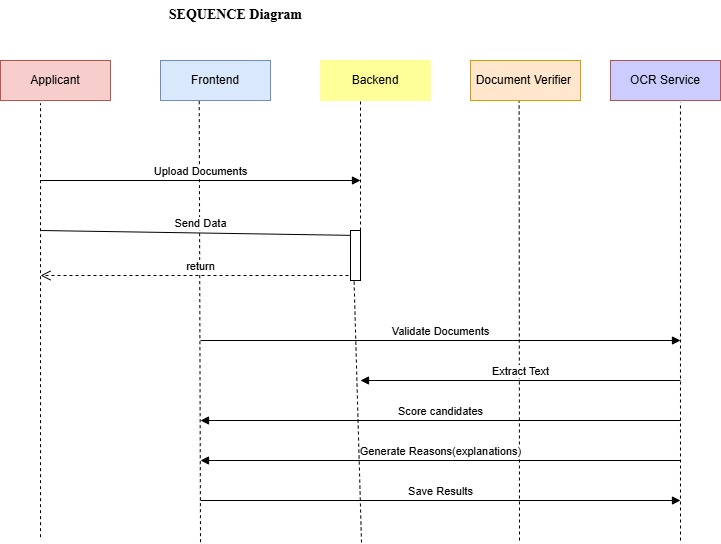 SEQUENCE Diagram
Applicant
Frontend
Backend
Document Verifier
OCR Service
Upload Documents
Send Data
return
Validate Documents
Extract Text
Score candidates
Generate Reasons(explanations)
Save Results